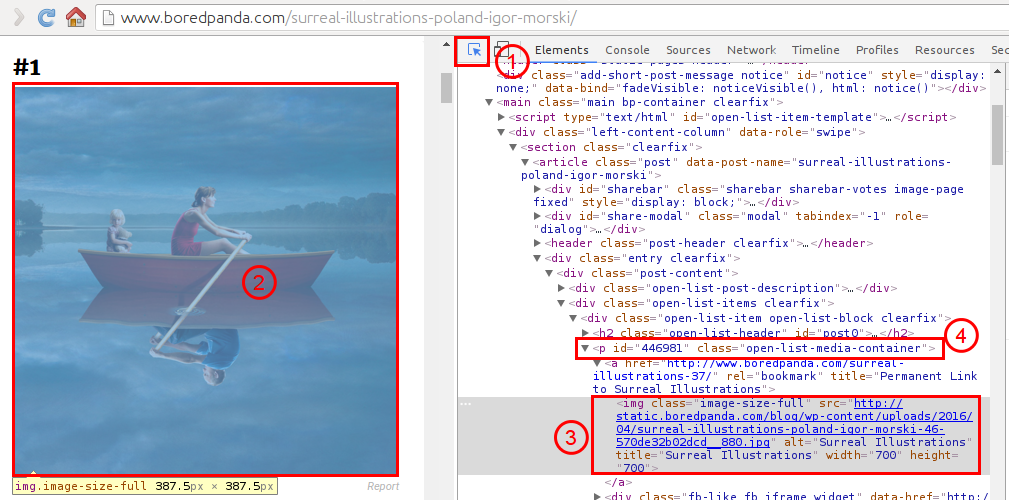 www.boredpanda.com/surreal-illustrations-poland-igor-morski/
#1
img.image-size-full 387.5px × 387.5px
Report
Elements Console Sources Network Timeline Profiles Resources Sec
1
<div class="add-short-post-message notice" id="notice" style="display:
none;" data-bind="fadeVisible: noticeVisible(), html: notice()"></div>
<main class="main bp-container clearfix">
<script type="text/html" id="open-list-item-template">…</script>
<div class="left-content-column" data-role="swipe">
<section class="clearfix">
<article class="post" data-post-name="surreal-illustrations-
poland-igor-morski">
<div id="sharebar" class="sharebar sharebar-votes image-page
fixed" style="display: block;">…</div>
<div id="share-modal" class="modal" tabindex="-1" role=
"dialog">…</div>
<header class="post-header clearfix">…</header>
<div class="entry clearfix">
<div class="post-content">
<div class="open-list-post-description">…</div>
<div class="open-list-items clearfix">
<div class="open-list-item open-list-block clearfix">
<h2 class="open-list-header" id="post0">…</h2>
<p id="446981" class="open-list-media-container">
4
<a href="http://www.boredpanda.com/surreal-
illustrations-37/" rel="bookmark" title="Permanent Link
to Surreal Illustrations">
<img class="image-size-full" src="http://
static.boredpanda.com/blog/wp-content/uploads/2016/
04/surreal-illustrations-poland-igor-morski-46-
570de32b02dcd__880.jpg" alt="Surreal Illustrations"
title="Surreal Illustrations" width="700" height=
"700">
3
</a>
<div class="fb-like fb_iframe_widget" data-href="http:/
2